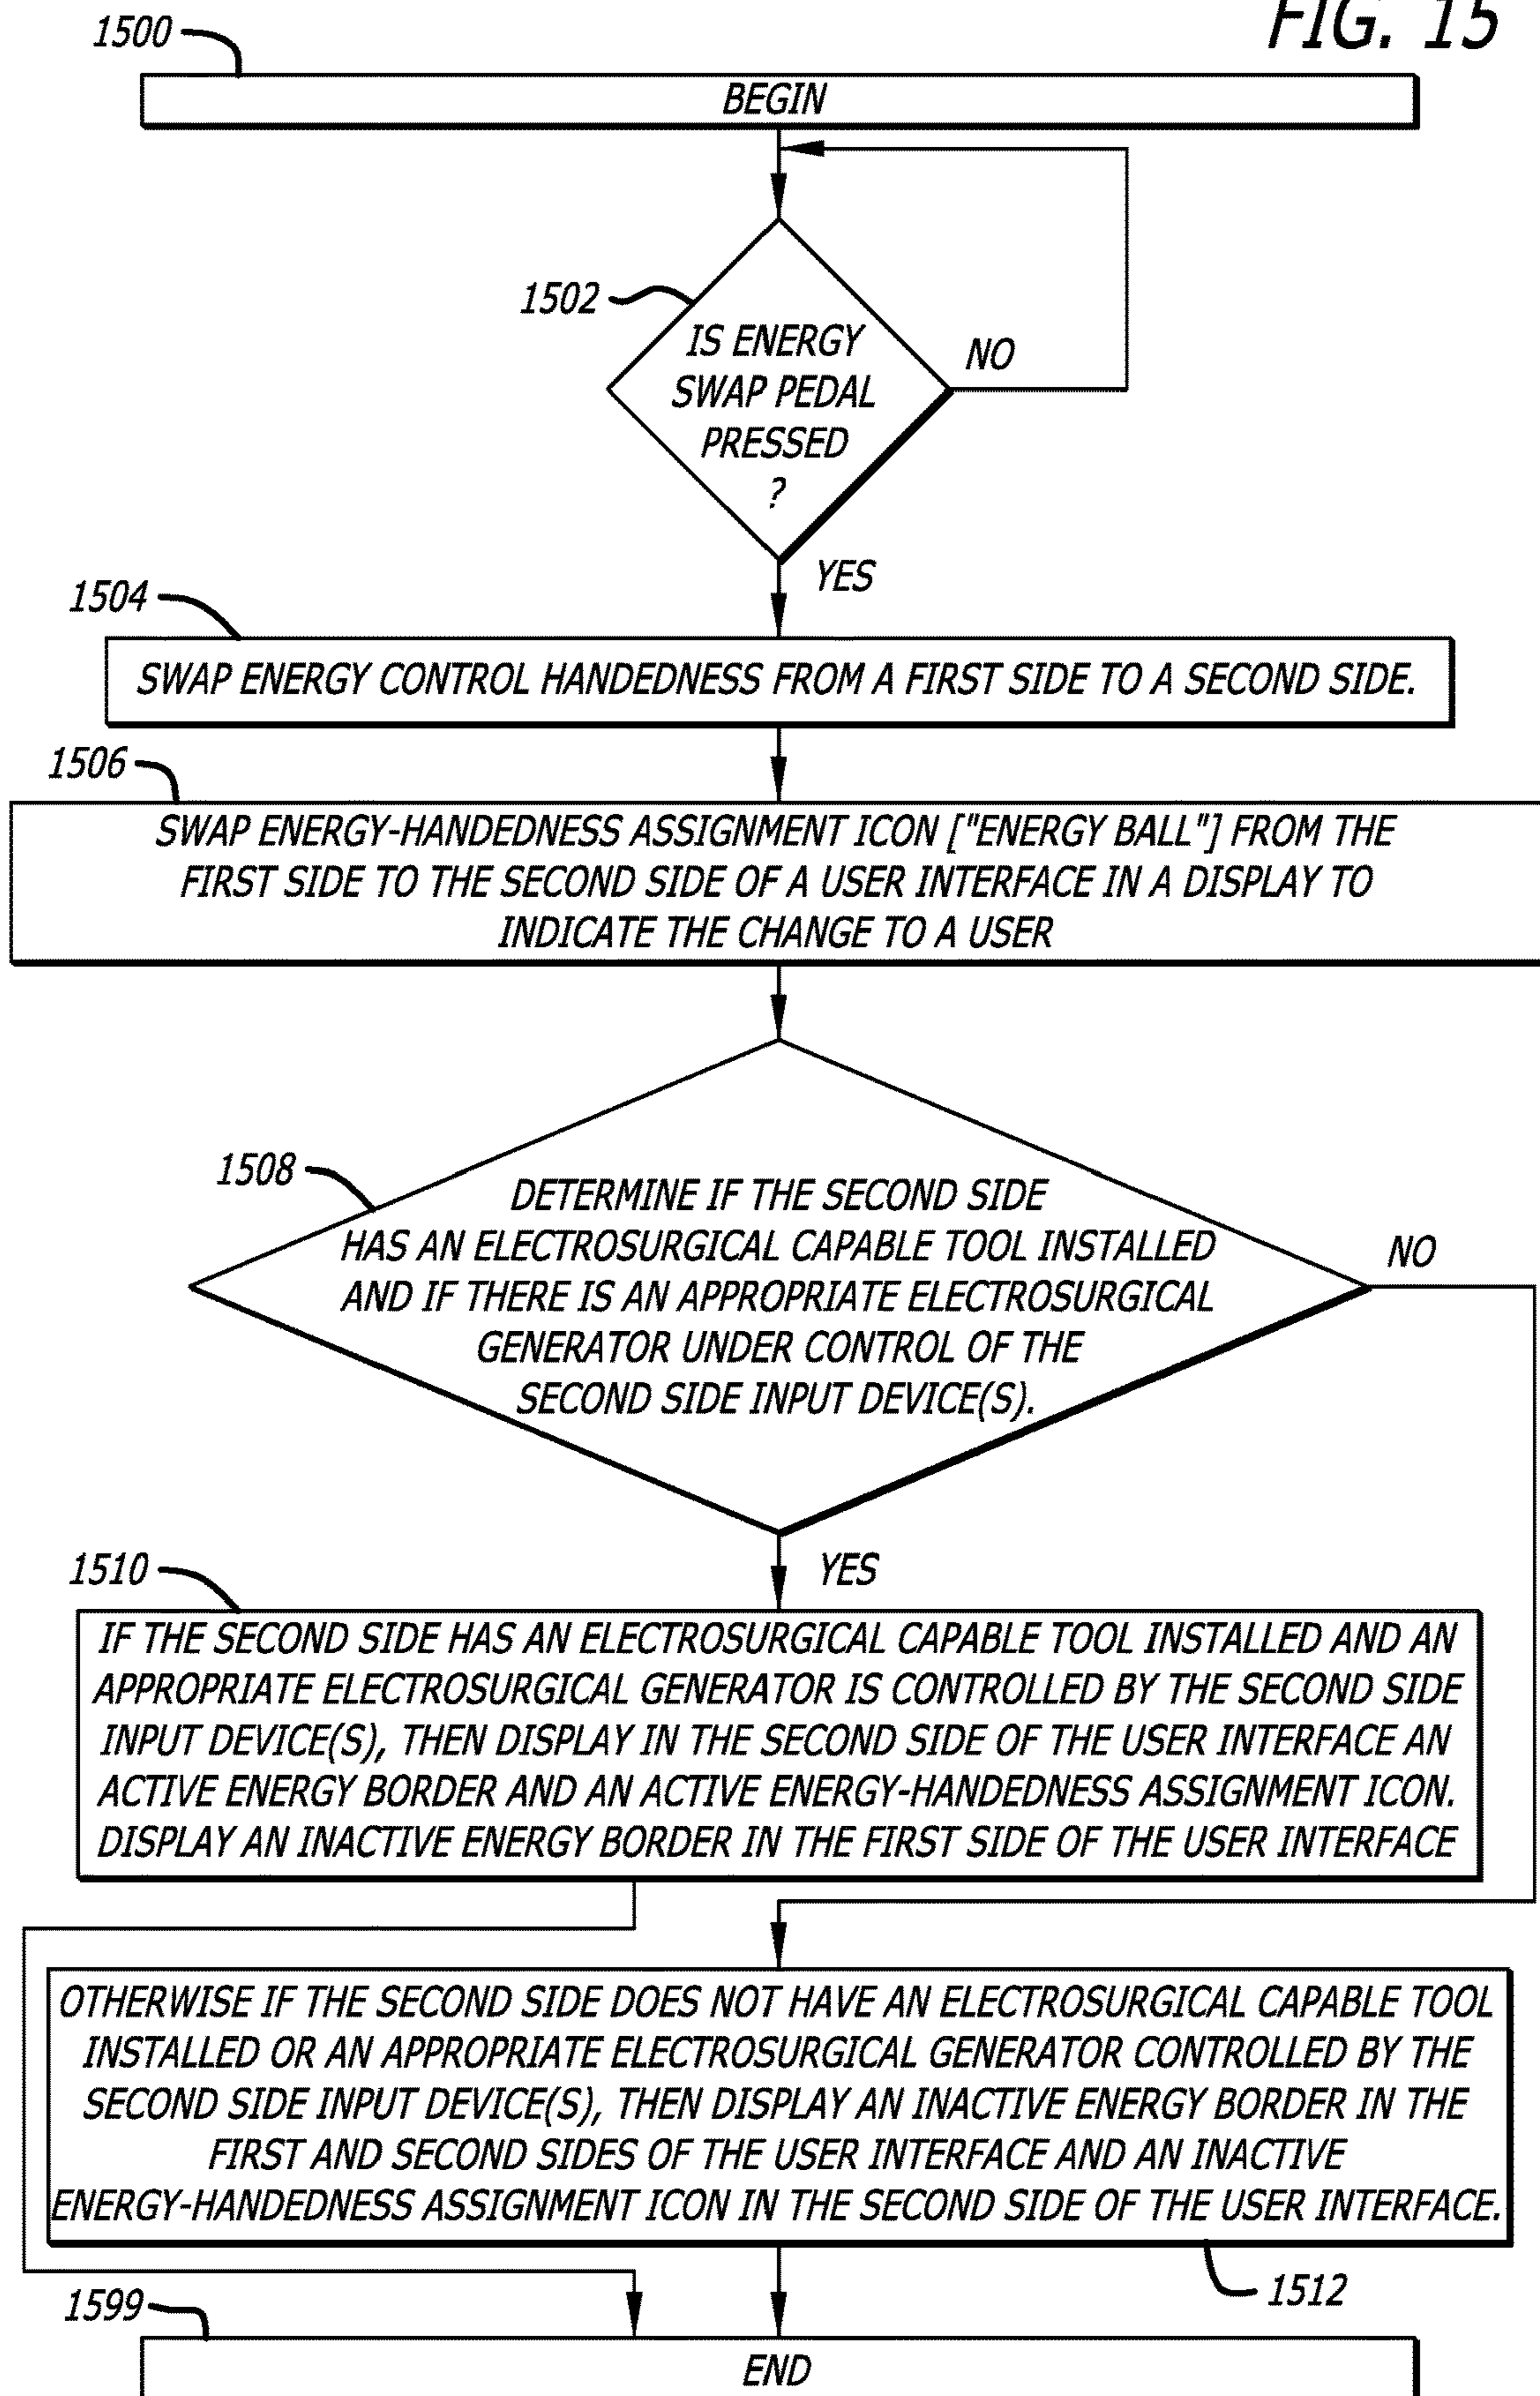 FIG. 15
1500
BEGIN
1502
IS ENERGY
SWAP PEDAL
PRESSED
?
NO
YES
1504
SWAP ENERGY CONTROL HANDEDNESS FROM A FIRST SIDE TO A SECOND SIDE.
1506
SWAP ENERGY-HANDEDNESS ASSIGNMENT ICON ["ENERGY BALL"] FROM THE
FIRST SIDE TO THE SECOND SIDE OF A USER INTERFACE IN A DISPLAY TO
INDICATE THE CHANGE TO A USER
1508
DETERMINE IF THE SECOND SIDE
HAS AN ELECTROSURGICAL CAPABLE TOOL INSTALLED
AND IF THERE IS AN APPROPRIATE ELECTROSURGICAL
GENERATOR UNDER CONTROL OF THE
SECOND SIDE INPUT DEVICE(S).
NO
YES
1510
IF THE SECOND SIDE HAS AN ELECTROSURGICAL CAPABLE TOOL INSTALLED AND AN
APPROPRIATE ELECTROSURGICAL GENERATOR IS CONTROLLED BY THE SECOND SIDE
INPUT DEVICE(S), THEN DISPLAY IN THE SECOND SIDE OF THE USER INTERFACE AN
ACTIVE ENERGY BORDER AND AN ACTIVE ENERGY-HANDEDNESS ASSIGNMENT ICON.
DISPLAY AN INACTIVE ENERGY BORDER IN THE FIRST SIDE OF THE USER INTERFACE
OTHERWISE IF THE SECOND SIDE DOES NOT HAVE AN ELECTROSURGICAL CAPABLE TOOL
INSTALLED OR AN APPROPRIATE ELECTROSURGICAL GENERATOR CONTROLLED BY THE
SECOND SIDE INPUT DEVICE(S), THEN DISPLAY AN INACTIVE ENERGY BORDER IN THE
FIRST AND SECOND SIDES OF THE USER INTERFACE AND AN INACTIVE
ENERGY-HANDEDNESS ASSIGNMENT ICON IN THE SECOND SIDE OF THE USER INTERFACE.
1512
1599
END